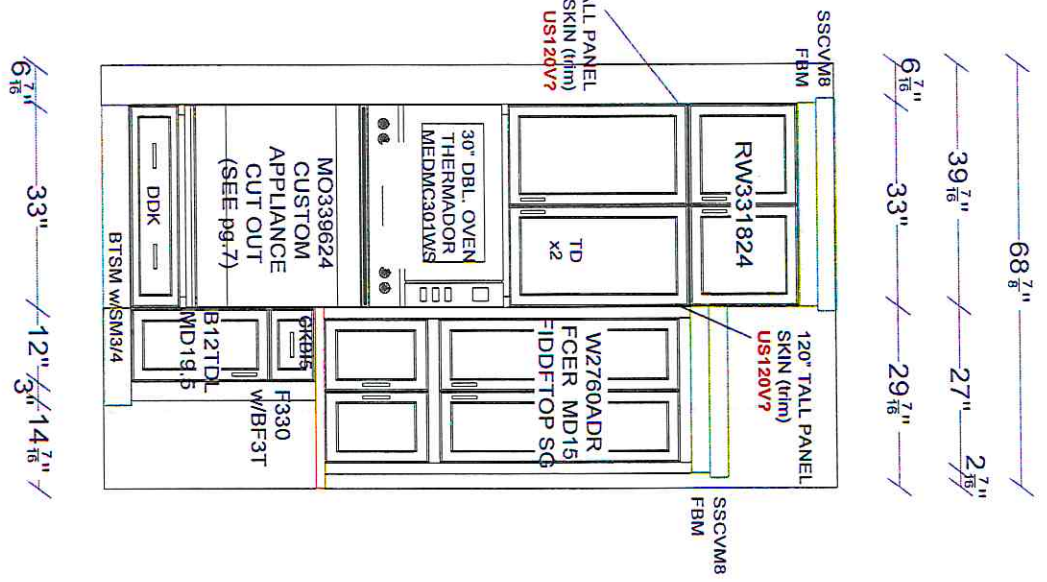 68 7/8"
39 7/16" 27" 2 7/16"
6 7/16" 33" 29 7/16"
SSCVM8
FBM
ALL PANEL
SKIN (trim)
US120V?
RW331824
TD
x2
30" DBL. OVEN
THERMADOR
MEDMC301WS
MO339624
CUSTOM
APPLIANCE
CUT OUT
(SEE pg.7)
DDK
120" TALL PANEL
SKIN (trim)
US120V?
SSCVM8
FBM
W2760ADR
FCER MD15
FIDDFTOP SG
B12TDL
MD19.5
F330
w/BF3T
BTSM w/SM3/4
6 7/16" 33" 12" 3" 14 7/16"